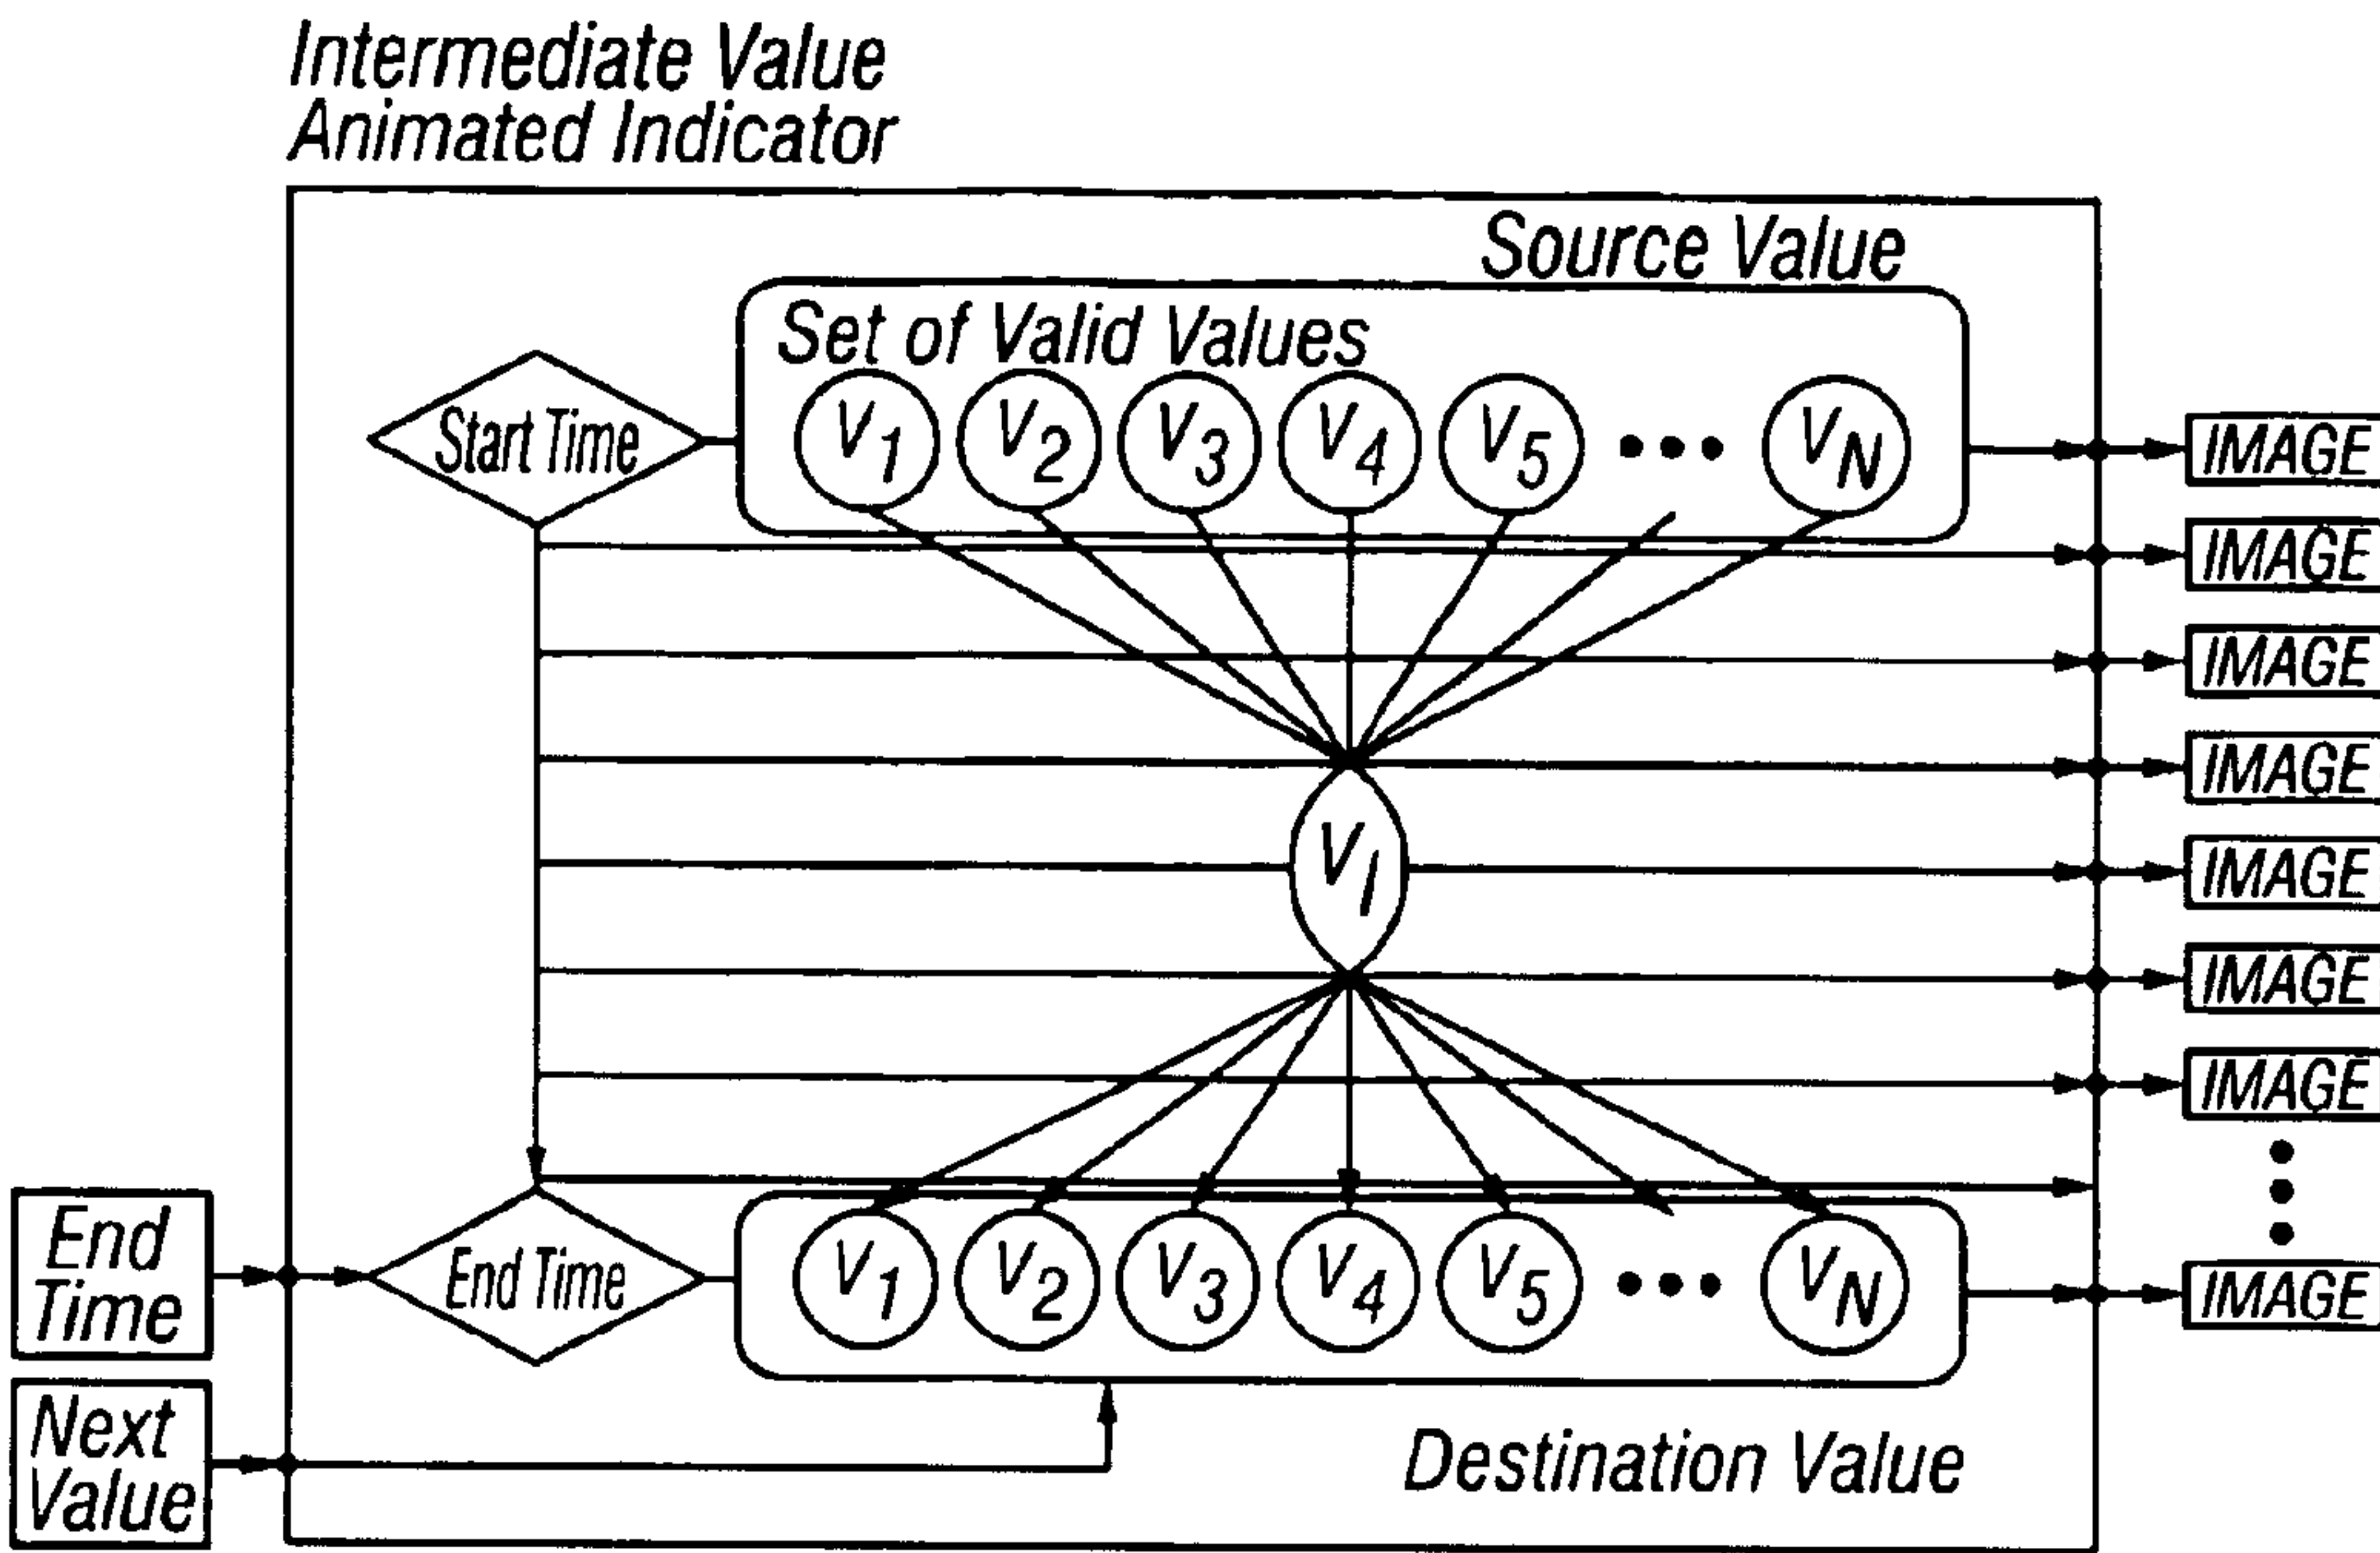 Intermediate Value
Animated Indicator
Source Value
Set of Valid Values
Start Time
V1 V2 V3 V4 V5 ••• VN
IMAGE
IMAGE
IMAGE
IMAGE
VI
IMAGE
IMAGE
IMAGE
End
Time
End Time
V1 V2 V3 V4 V5 ••• VN
IMAGE
Next
Value
Destination Value